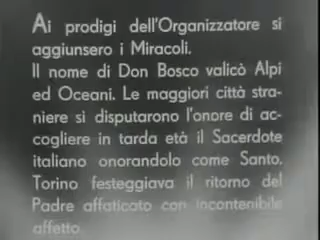 Ai prodigi dell'Organizzatore si
aggiunsero i Miracoli.
Il nome di Don Bosco valicò Alpi
ed Oceani. Le maggiori città stra-
niere si disputarono l'onore di ac-
cogliere in tarda età il Sacerdote
italiano onorandolo come Santo.
Torino festeggiava il ritorno del
Padre affaticato con incontenibile
affetto.